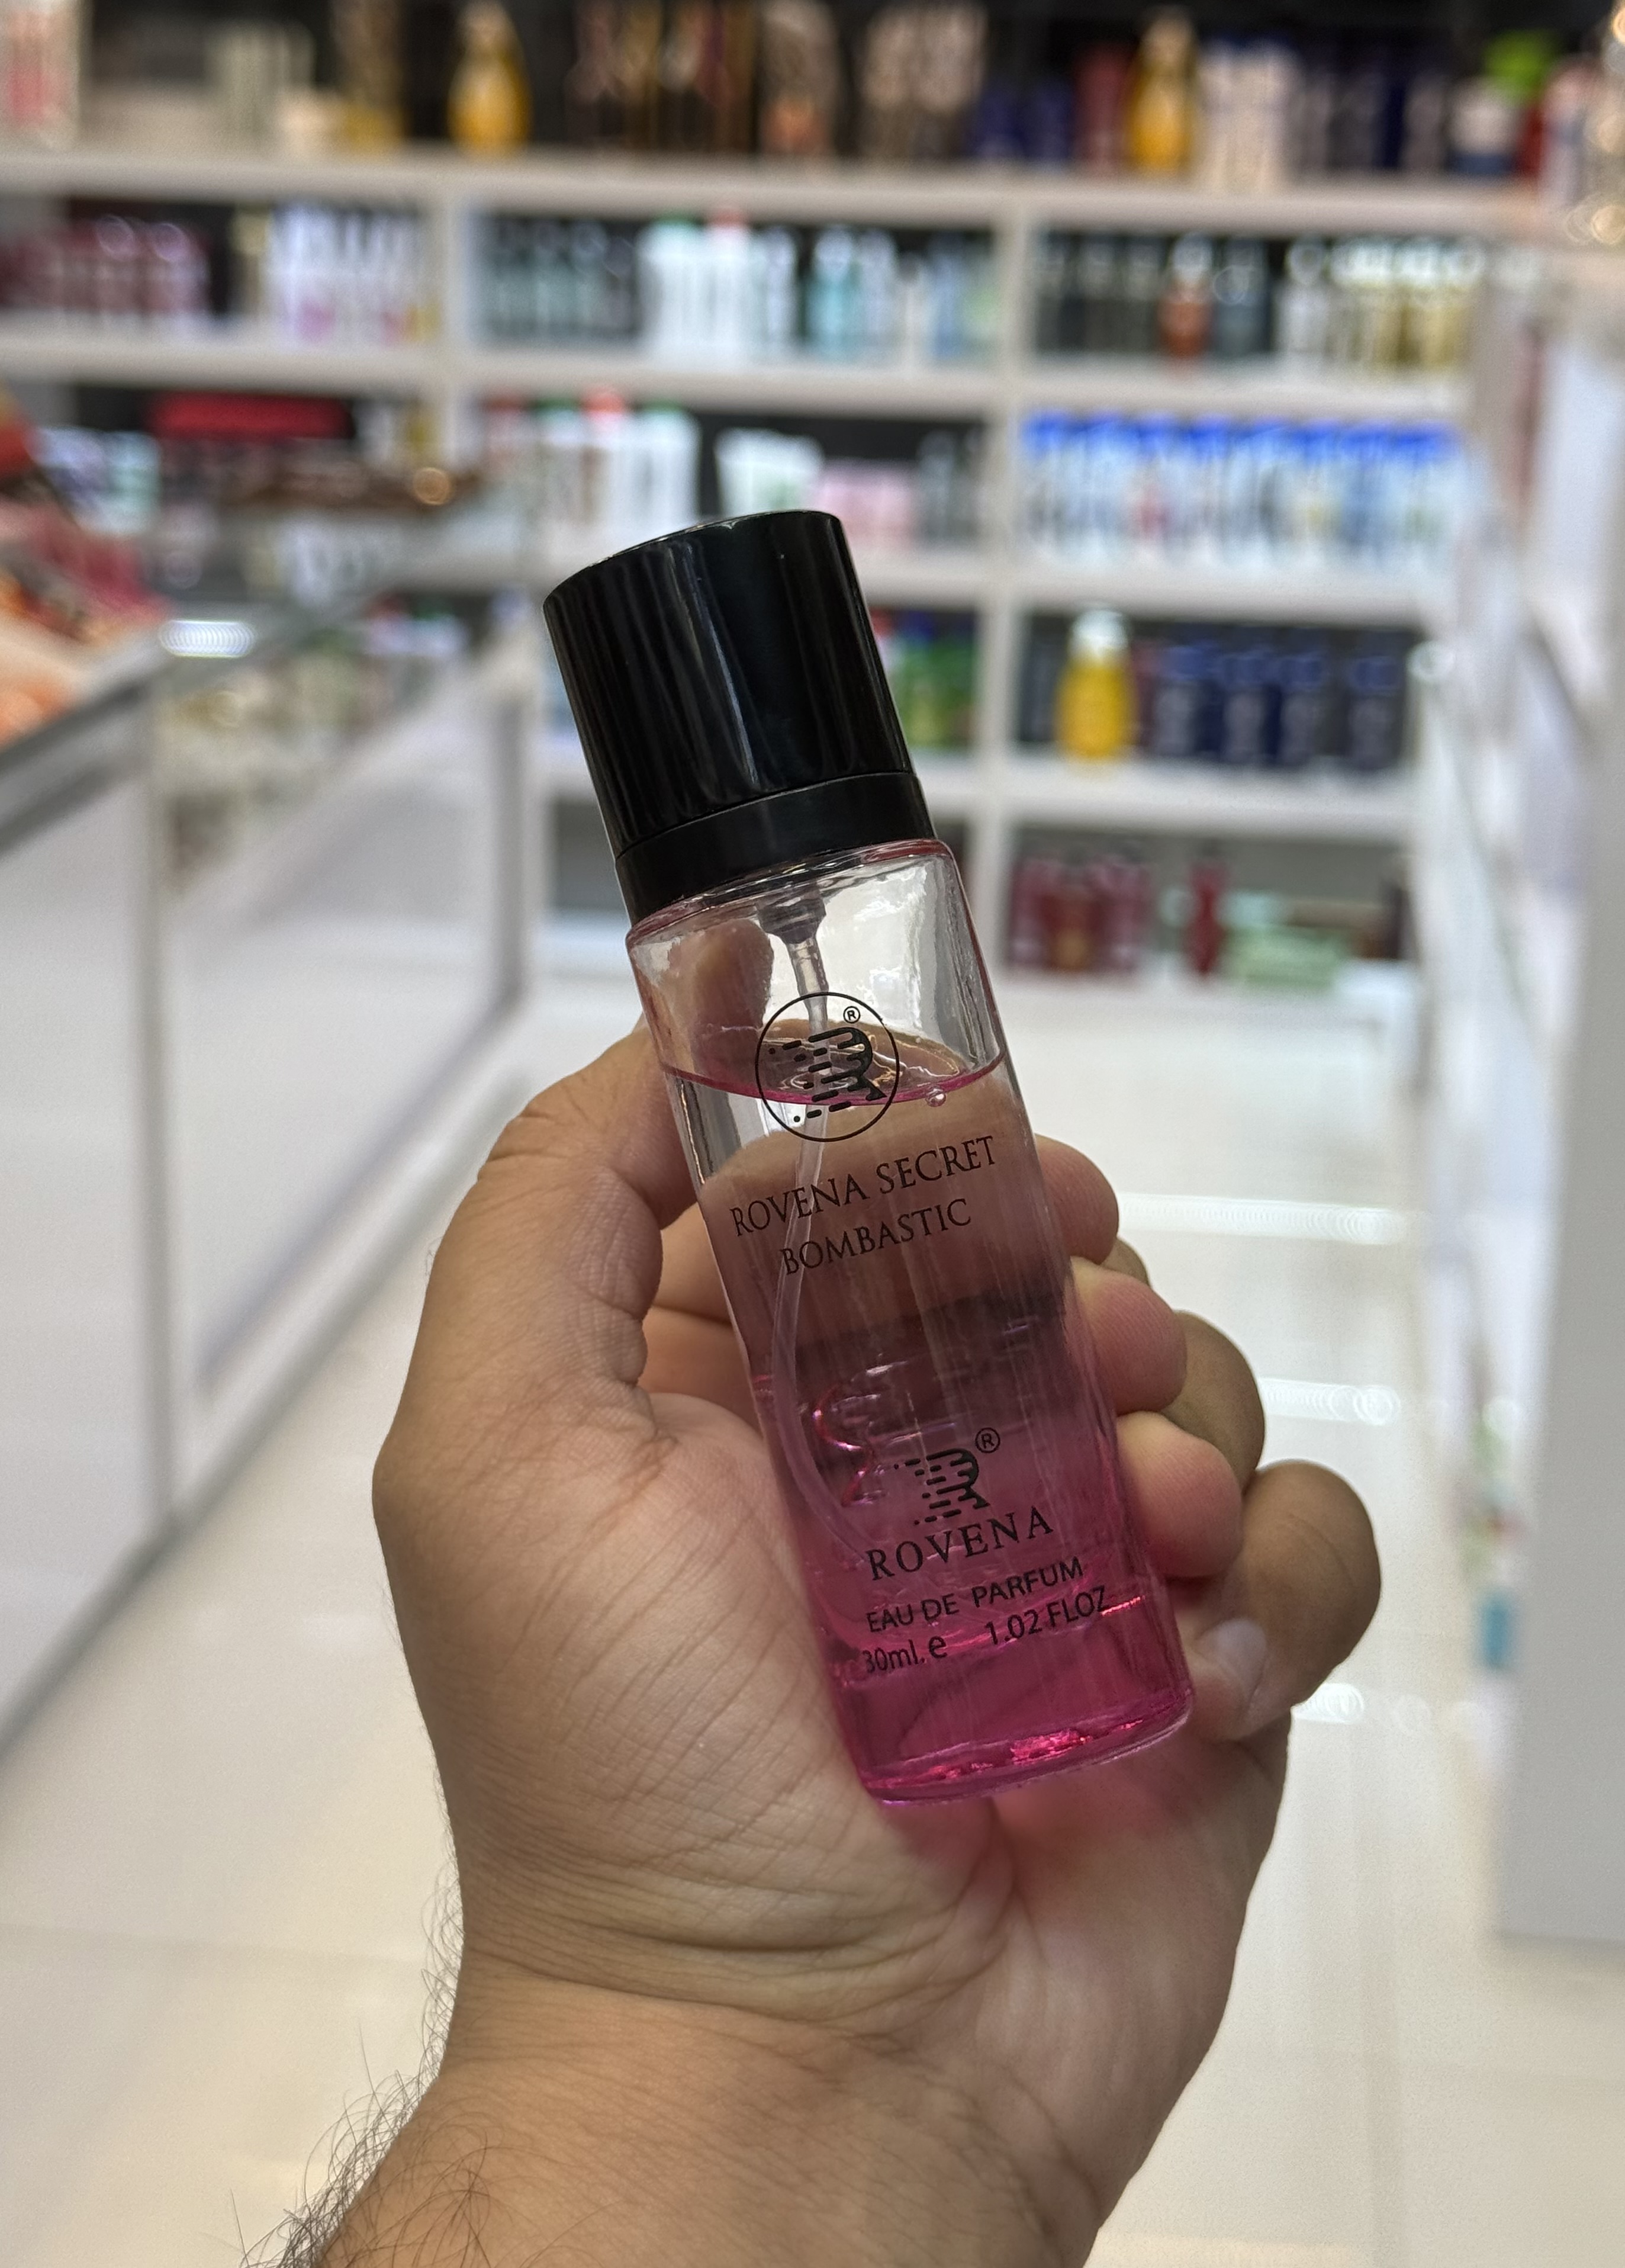 R®
ROVENA SECRET
BOMBASTIC
R®
ROVENA
EAU DE PARFUM
30ml.e 1.02 FLOZ